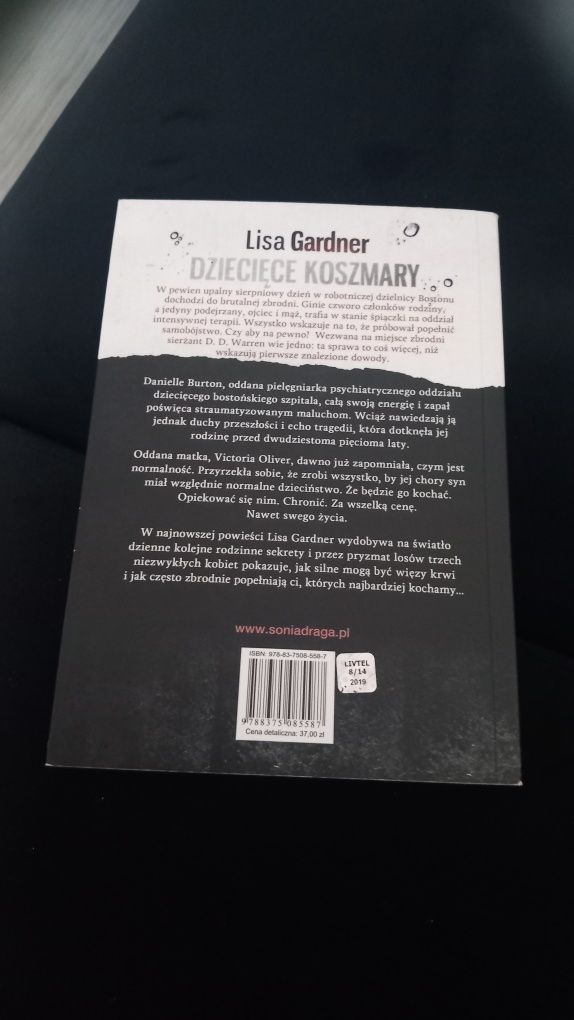 Lisa Gardner
DZIECIĘCE KOSZMARY
W pewien upalny sierpniowy dzień w robotniczej dzielnicy Bostonu
dochodzi do brutalnej zbrodni. Ginie czworo członków rodziny,
a jedyny podejrzany, ojciec i mąż, trafia w stanie śpiączki na oddział
intensywnej terapii. Wszystko wskazuje na to, że próbował popełnić
samobójstwo. Czy aby na pewno? Wezwana na miejsce zbrodni
sierżant D. D. Warren wie jedno: ta sprawa to coś więcej, niż
wskazują pierwsze znalezione dowody.
Danielle Burton, oddana pielęgniarka psychiatrycznego oddziału
dziecięcego bostońskiego szpitala, całą swoją energię i zapał
poświęca straumatyzowanym maluchom. Wciąż nawiedzają ją
jednak duchy przeszłości i echo tragedii, która dotknęła jej
rodzinę przed dwudziestoma pięcioma laty.
Oddana matka, Victoria Oliver, dawno już zapomniała, czym jest
normalność. Przyrzekła sobie, że zrobi wszystko, by jej chory syn
miał względnie normalne dzieciństwo. Że będzie go kochać.
Opiekować się nim. Chronić. Za wszelką cenę.
Nawet swego życia.
W najnowszej powieści Lisa Gardner wydobywa na światło
dzienne kolejne rodzinne sekrety i przez pryzmat losów trzech
niezwykłych kobiet pokazuje, jak silne mogą być więzy krwi
i jak często zbrodnie popełniają ci, których najbardziej kochamy...
www.soniadraga.pl
ISBN: 978-83-7508-558-7
9 788375 085587
Cena detaliczna: 37,00 zł
LIVTEL
8/14
2019